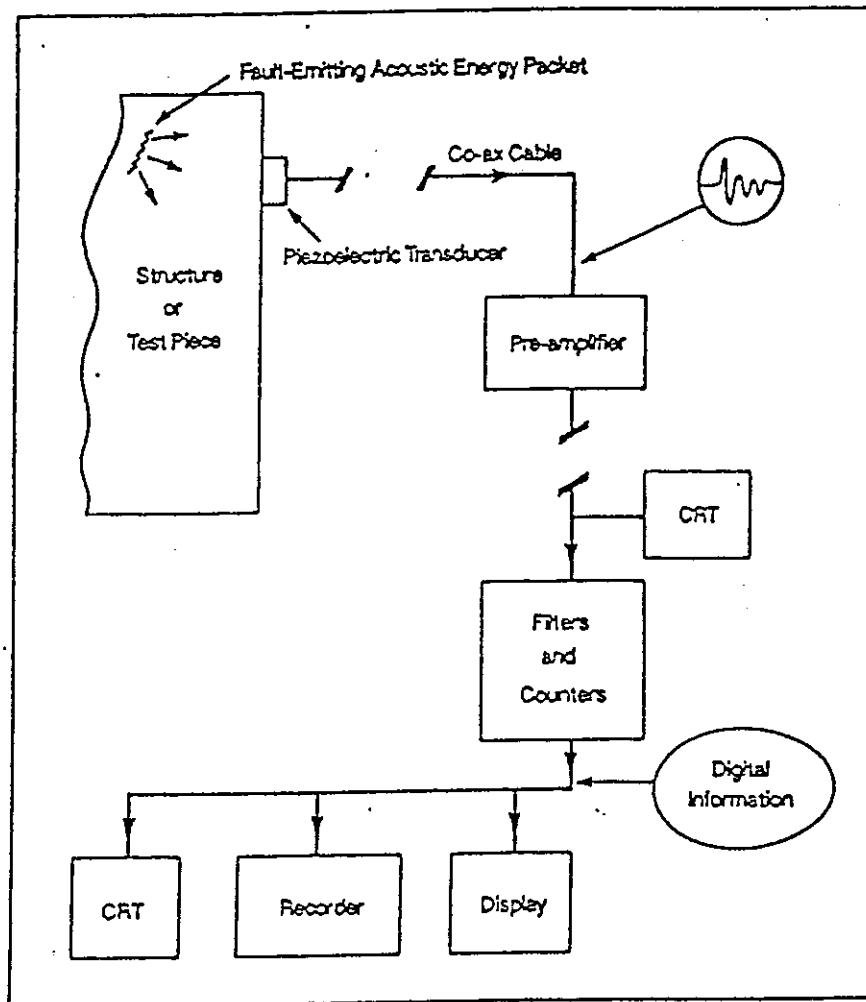 Fault-Emitting Acoustic Energy Packet
Co-ax Cable
Piezoelectric Transducer
Structure
or
Test Piece
Pre-amplifier
CRT
Filters
and
Counters
Digital
Information
CRT
Recorder
Display